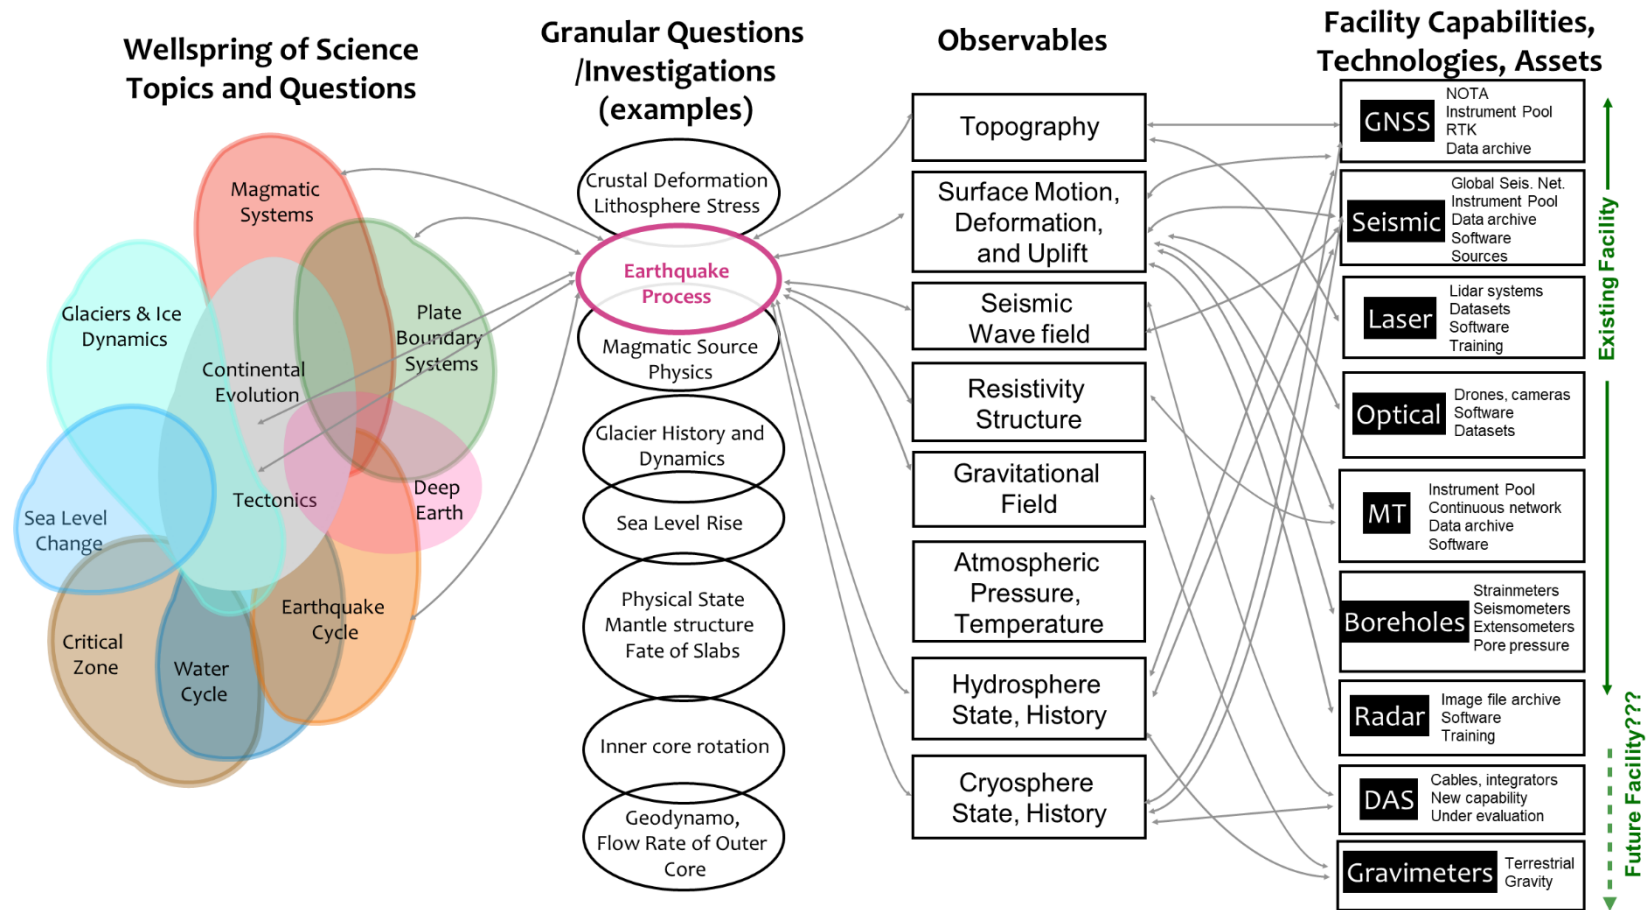 Wellspring of Science
Topics and Questions
Magmatic
Systems
Glaciers & Ice
Dynamics
Plate
Boundary
Systems
Continental
Evolution
Tectonics
Deep
Earth
Sea Level
Change
Earthquake
Cycle
Critical
Zone
Water
Cycle
Granular Questions
/Investigations
(examples)
Crustal Deformation
Lithosphere Stress
Earthquake
Process
Magmatic Source
Physics
Glacier History and
Dynamics
Sea Level Rise
Physical State
Mantle structure
Fate of Slabs
Inner core rotation
Geodynamo,
Flow Rate of Outer
Core
Observables
Topography
Surface Motion,
Deformation,
and Uplift
Seismic
Wave field
Resistivity
Structure
Gravitational
Field
Atmospheric
Pressure,
Temperature
Hydrosphere
State, History
Cryosphere
State, History
Facility Capabilities,
Technologies, Assets
GNSS
NOTA
Instrument Pool
RTK
Data archive
Seismic
Global Seis. Net.
Instrument Pool
Data archive
Software
Sources
Laser
Lidar systems
Datasets
Software
Training
Optical
Drones, cameras
Software
Datasets
MT
Instrument Pool
Continuous network
Data archive
Software
Boreholes
Strainmeters
Seismometers
Extensometers
Pore pressure
Radar
Image file archive
Software
Training
DAS
Cables, integrators
New capability
Under evaluation
Gravimeters
Terrestrial
Gravity
Existing Facility
Future Facility???